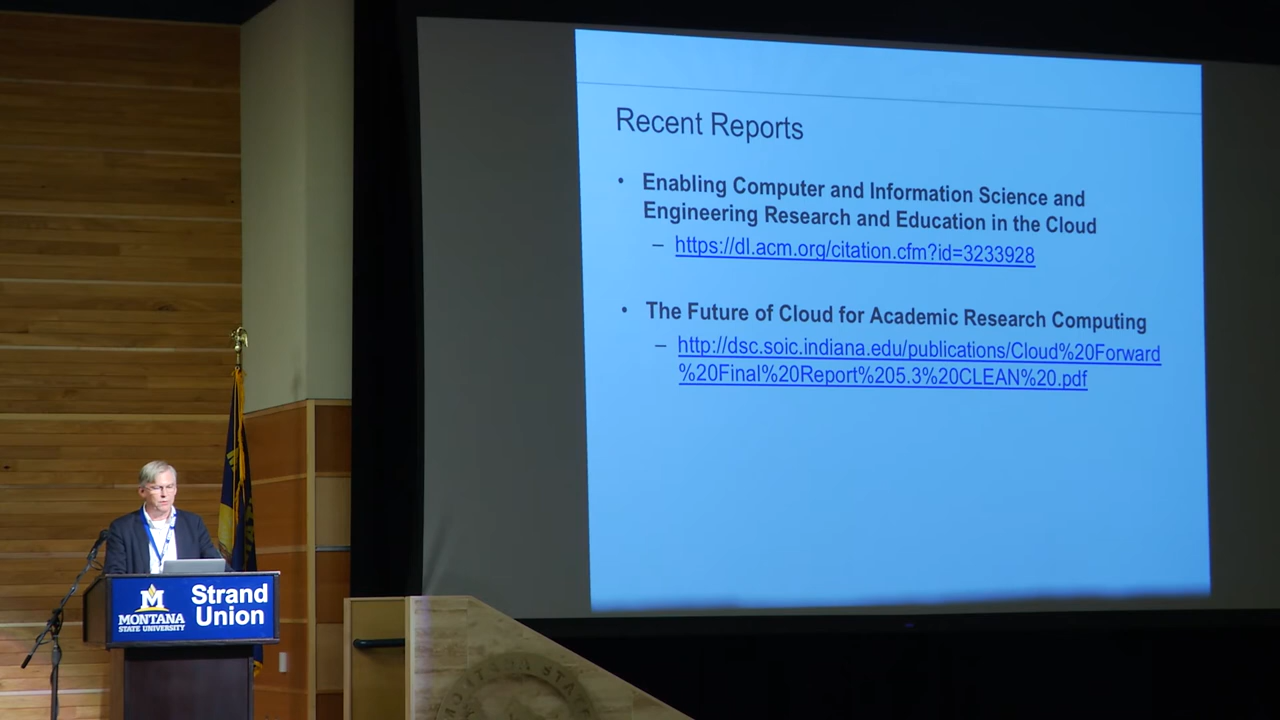 Recent Reports
• Enabling Computer and Information Science and
Engineering Research and Education in the Cloud
– https://dl.acm.org/citation.cfm?id=3233928
• The Future of Cloud for Academic Research Computing
– http://dsc.soic.indiana.edu/publications/Cloud%20Forward
%20Final%20Report%205.3%20CLEAN%20.pdf
M
MONTANA
STATE UNIVERSITY
Strand
Union
MONTANA STATE